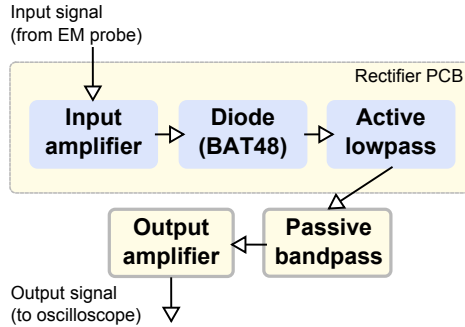 Input signal
(from EM probe)
Rectifier PCB
Input
amplifier
Diode
(BAT48)
Active
lowpass
Output
amplifier
Passive
bandpass
Output signal
(to oscilloscope)